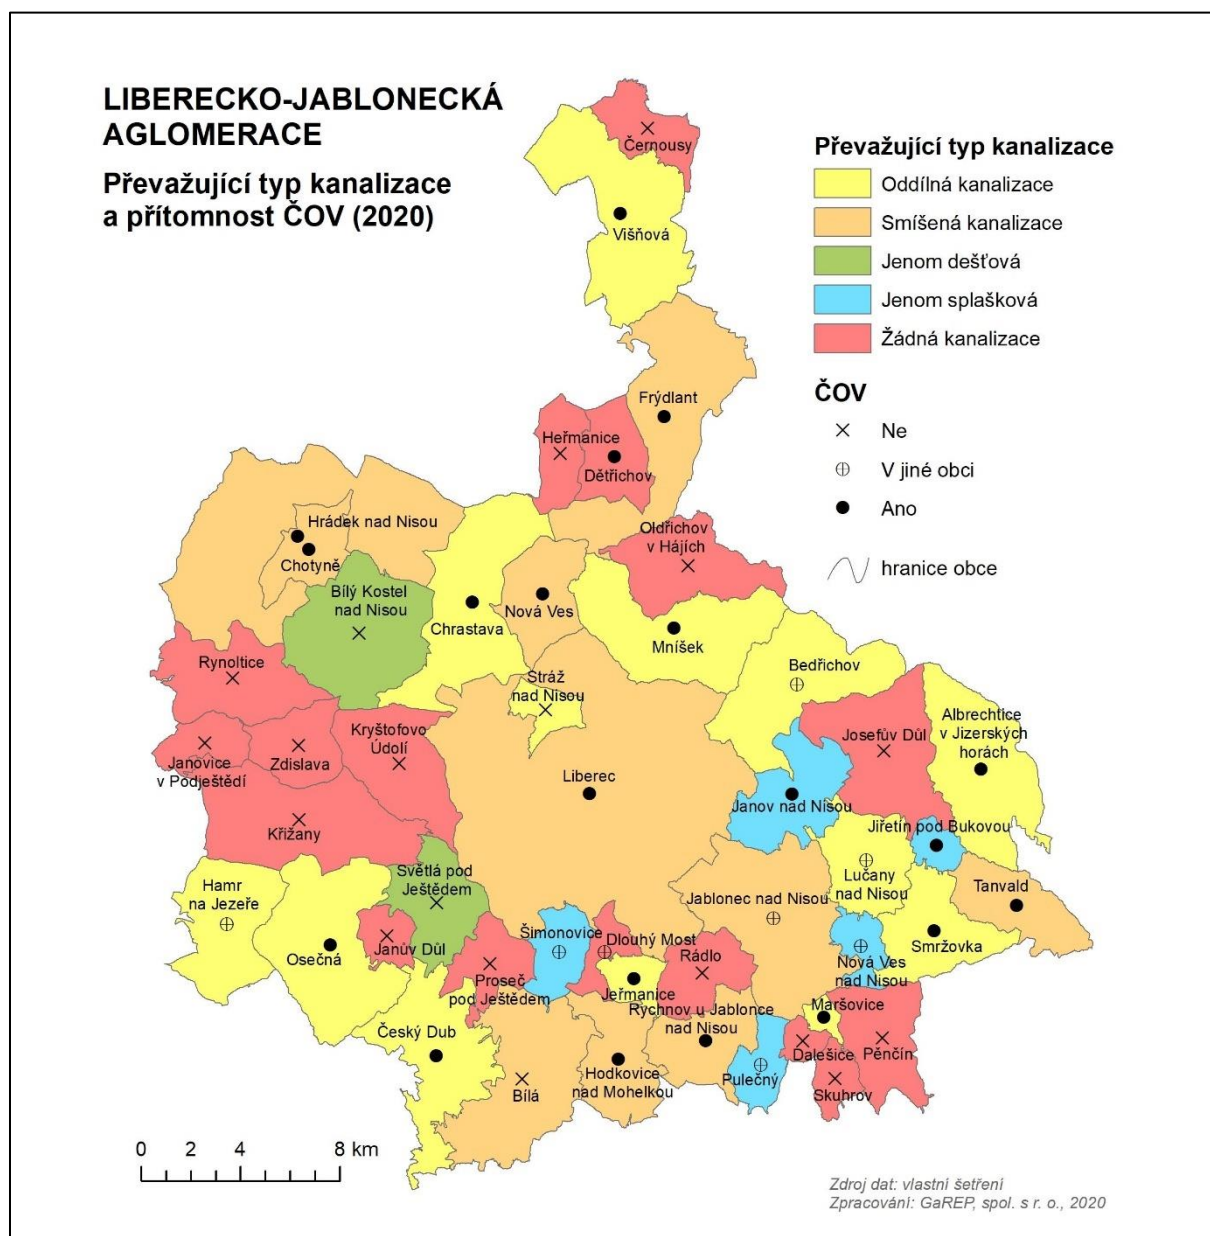 LIBERECKO-JABLONECKÁ
AGLOMERACE
Převažující typ kanalizace
a přítomnost ČOV (2020)
Převažující typ kanalizace
Oddílná kanalizace
Smíšená kanalizace
Jenom dešťová
Jenom splašková
Žádná kanalizace
ČOV
Ne
V jiné obci
Ano
hranice obce
Černousy
Višňová
Frýdlant
Heřmanice
Dětřichov
Hrádek nad Nisou
Chotyně
Oldřichov
v Hájích
Bílý Kostel
nad Nisou
Chrastava
Nová Ves
Mníšek
Bedřichov
Rynoltice
Stráž
nad Nisou
Kryštofovo
Údolí
Janovice
v Podještědí
Zdislava
Josefův Důl
Albrechtice
v Jizerských
horách
Liberec
Janov nad Nisou
Křižany
Jiřetín pod Bukovou
Světlá pod
Ještědem
Lučany
nad Nisou
Tanvald
Hamr
na Jezeře
Jablonec nad Nisou
Osečná
Janův Důl
Šimonovice
Dlouhý Most
Rádlo
Nová Ves
nad Nisou
Smržovka
Proseč
pod Ještědem
Jeřmanice
Rychnov u Jablonce
nad Nisou
Maršovice
Český Dub
Dalešice
Pěnčín
Hodkovice
nad Mohelkou
Pulečný
Bílá
Skuhrov
0 4 8 km
Zdroj dat: vlastní šetření
Zpracování: GaREP, spol. s r. o., 2020